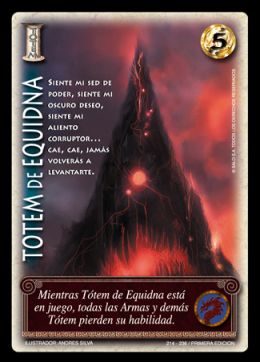 5
SIENTE MI SED DE
PODER, SIENTE MI
OSCURO DESEO,
SIENTE MI
ALIENTO
CORRUPTOR...
CAE, CAE, JAMÁS
VOLVERÁS A
LEVANTARTE.
TÓTEM DE EQUIDNA
Mientras Tótem de Equidna está
en juego, todas las Armas y demás
Tótem pierden su habilidad.
ILUSTRADOR: ANDRES SILVA
214 - 236 / PRIMERA EDICION